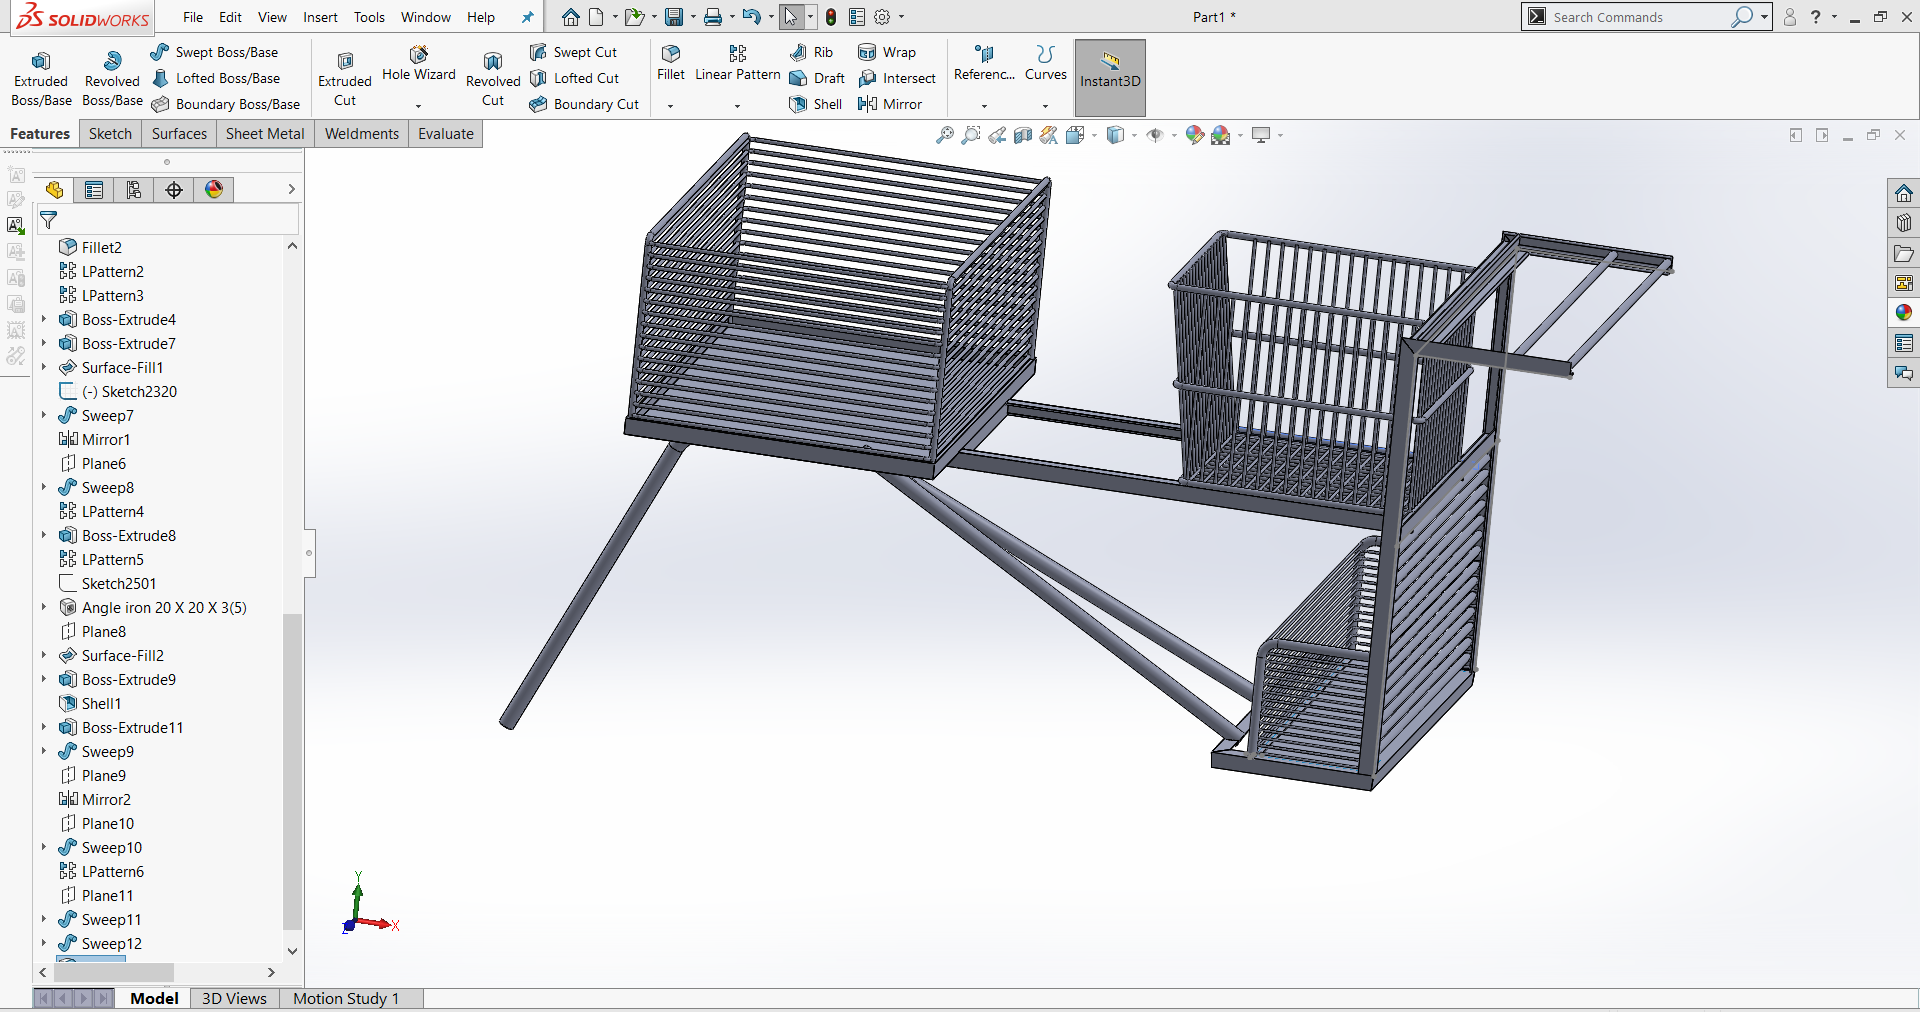 SOLIDWORKS File Edit View Insert Tools Window Help Part1 * Search Commands ?
Extruded Boss/Base
Revolved Boss/Base
Swept Boss/Base
Lofted Boss/Base
Boundary Boss/Base
Extruded Cut
Hole Wizard
Revolved Cut
Swept Cut
Lofted Cut
Boundary Cut
Fillet
Linear Pattern
Rib
Draft
Shell
Wrap
Intersect
Mirror
Referenc...
Curves
Instant3D
Features Sketch Surfaces Sheet Metal Weldments Evaluate
Fillet2
LPattern2
LPattern3
Boss-Extrude4
Boss-Extrude7
Surface-Fill1
(-) Sketch2320
Sweep7
Mirror1
Plane6
Sweep8
LPattern4
Boss-Extrude8
LPattern5
Sketch2501
Angle iron 20 X 20 X 3(5)
Plane8
Surface-Fill2
Boss-Extrude9
Shell1
Boss-Extrude11
Sweep9
Plane9
Mirror2
Plane10
Sweep10
LPattern6
Plane11
Sweep11
Sweep12
Y
X
Z
Model 3D Views Motion Study 1